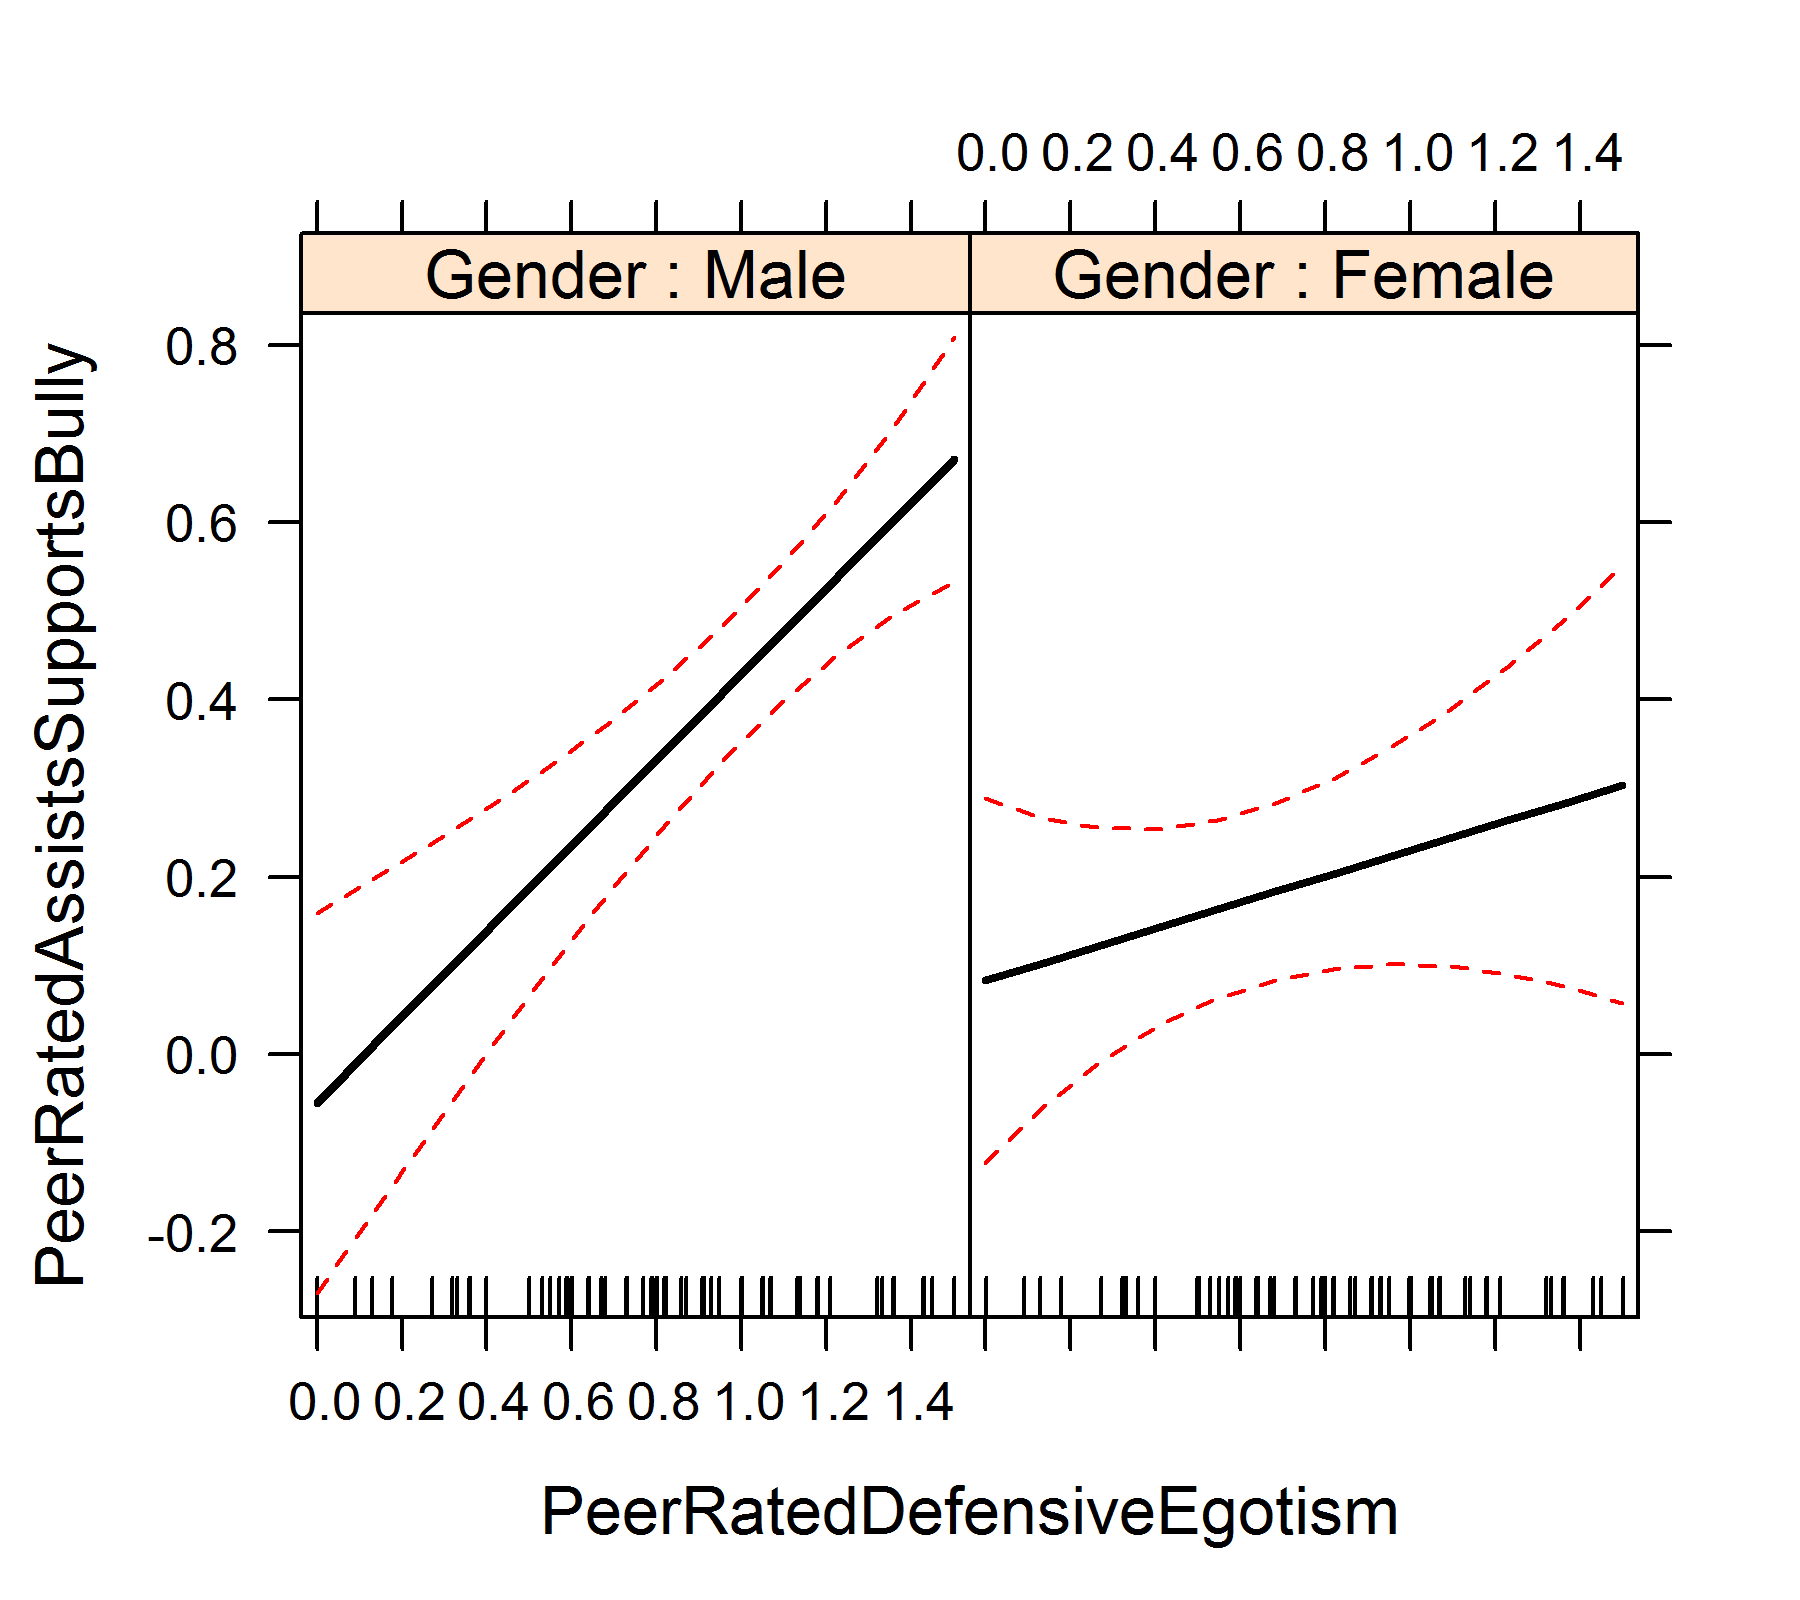 0.0 0.2 0.4 0.6 0.8 1.0 1.2 1.4
Gender : Male
Gender : Female
PeerRatedAssistsSupportsBully
0.8
0.6
0.4
0.2
0.0
-0.2
0.0 0.2 0.4 0.6 0.8 1.0 1.2 1.4
PeerRatedDefensiveEgotism